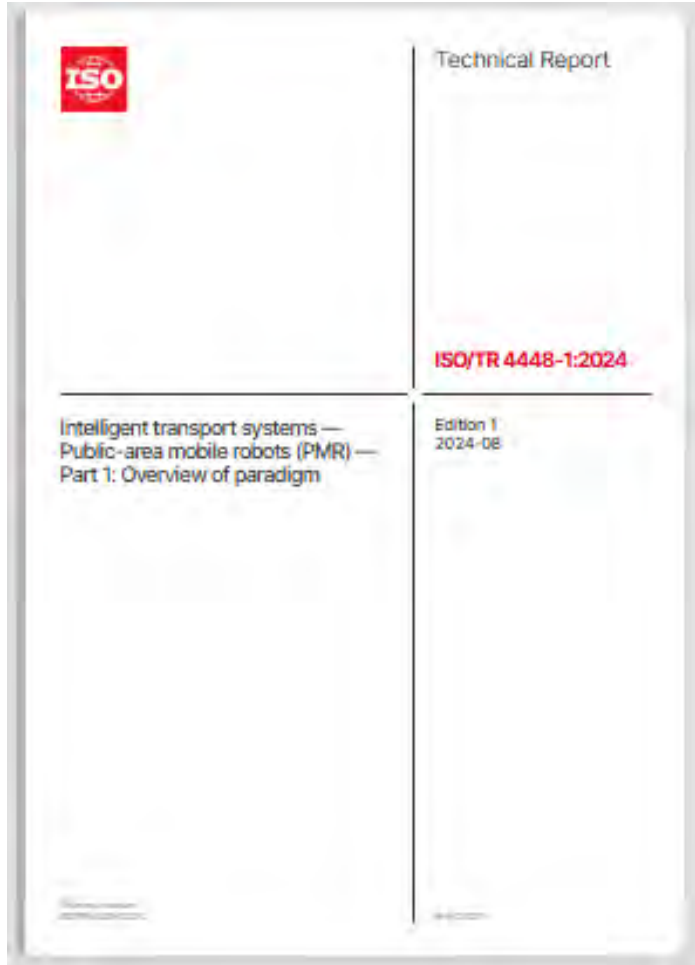 ISO
Technical Report
ISO/TR 4448-1:2024
Intelligent transport systems —
Public-area mobile robots (PMR) —
Part 1: Overview of paradigm
Edition 1
2024-08